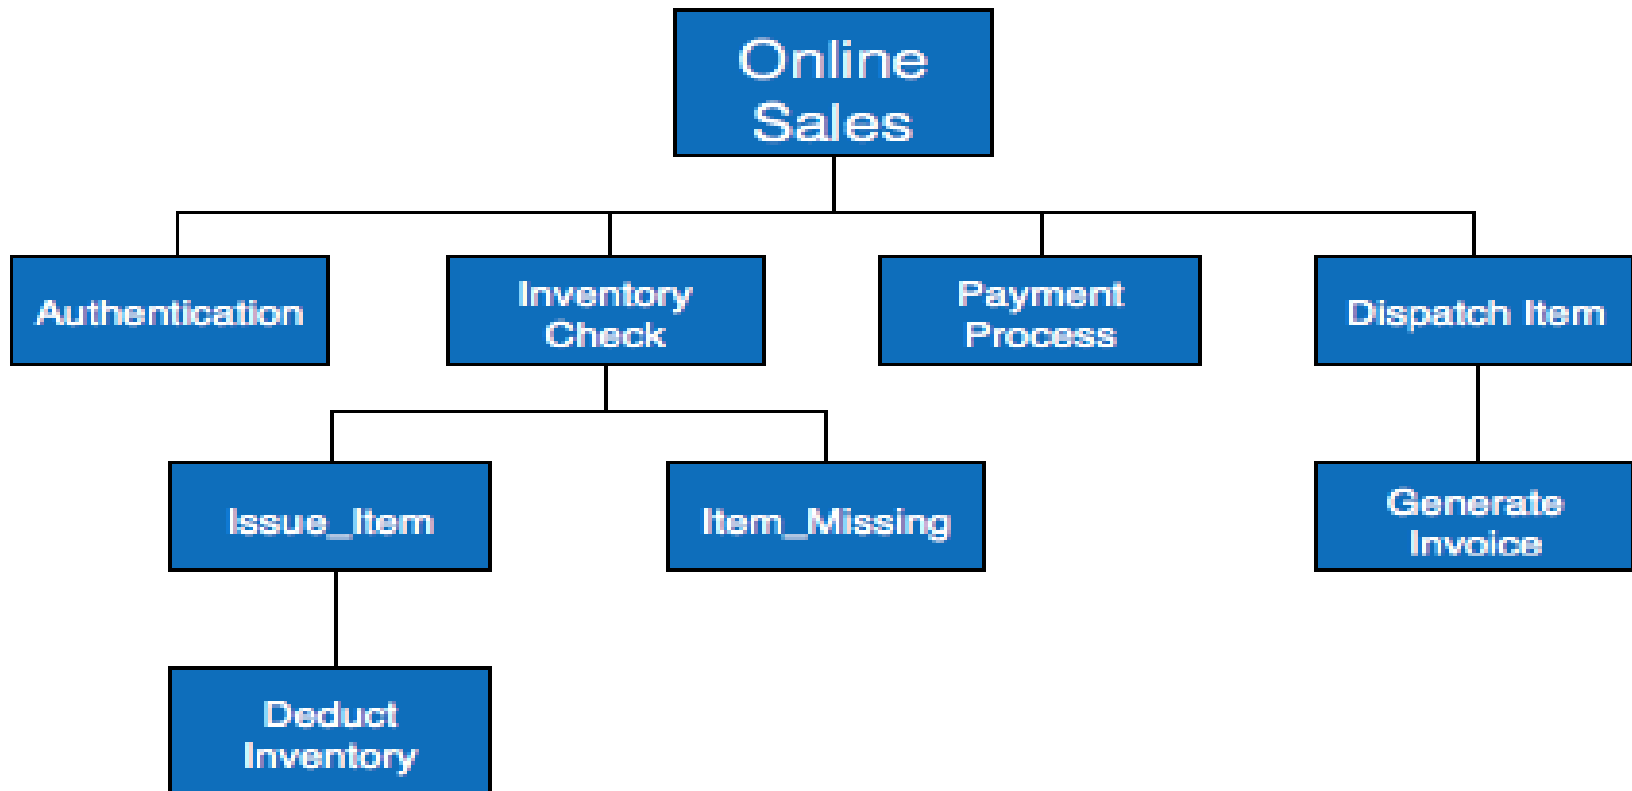 Online
Sales
Authentication
Inventory
Check
Payment
Process
Dispatch Item
Issue_Item
Item_Missing
Generate
Invoice
Deduct
Inventory